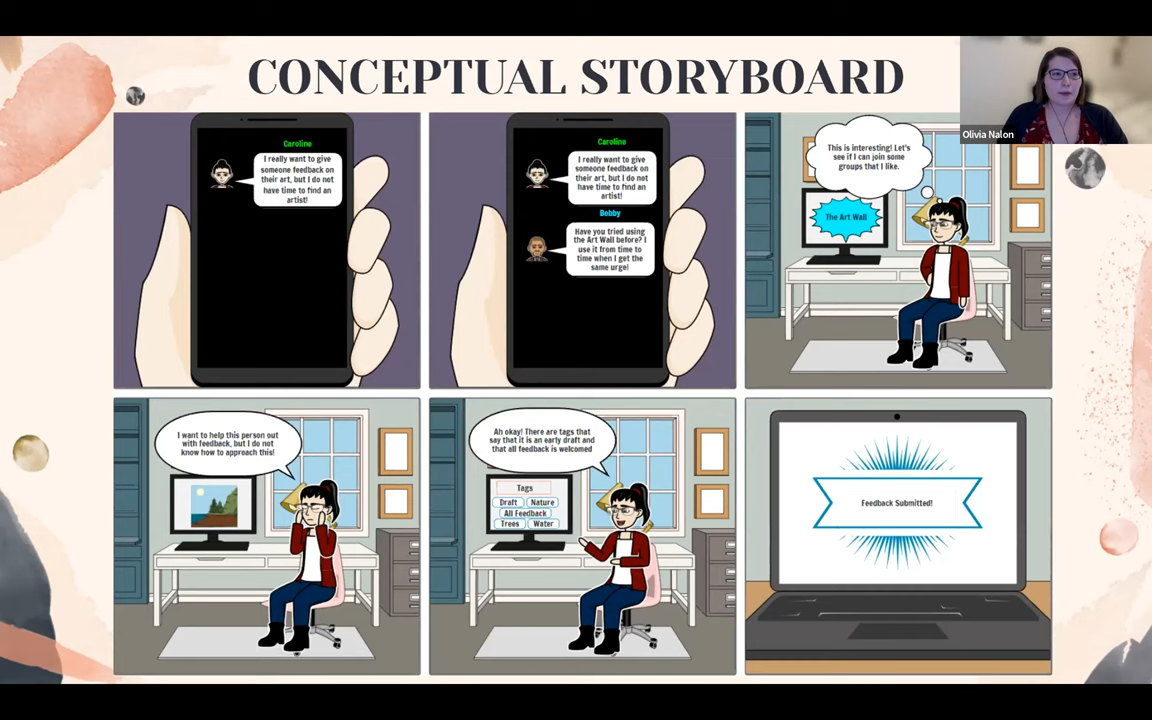 CONCEPTUAL STORYBOARD
Olivia Nalon
Caroline
I really want to give
someone feedback on
their art, but I do not
have time to find an
artist!
Caroline
I really want to give
someone feedback on
their art, but I do not
have time to find an
artist!
Bobby
Have you tried using
the Art Wall before? I
use it from time to
time when I get the
same urge!
This is interesting! Let's
see if I can join some
groups that I like.
The Art Wall
I want to help this person out
with feedback, but I do not
know how to approach this!
Ah okay! There are tags that
say that it is an early draft and
that all feedback is welcomed
Tags
Draft Nature
All Feedback
Trees Water
Feedback Submitted!